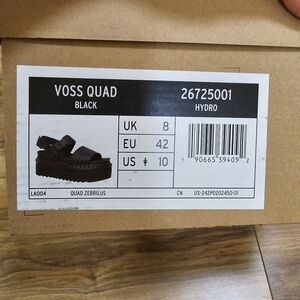 VOSS QUAD
BLACK
26725001
HYDRO
UK 8
EU 42
US 10
1 90665 39409 2
LA004
QUAD ZEBRILUS
CN
US-24ZP0202450-01